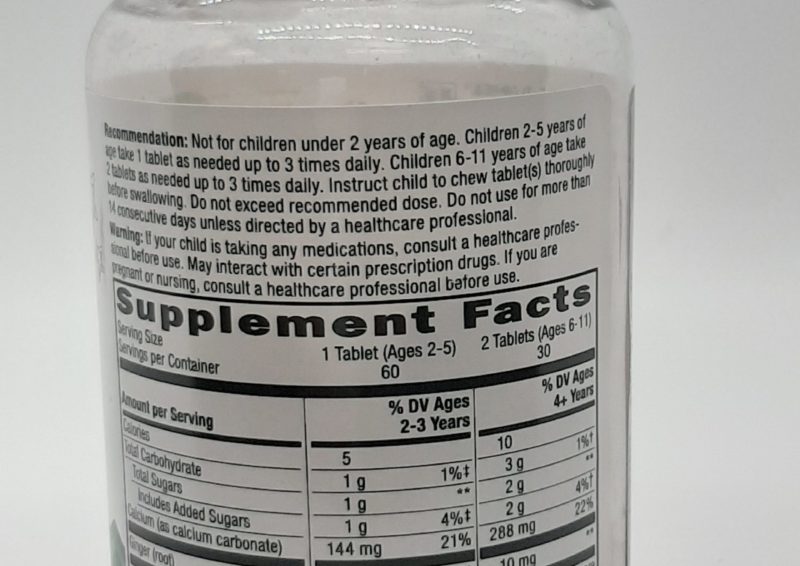 Recommendation: Not for children under 2 years of age. Children 2-5 years of
age take 1 tablet as needed up to 3 times daily. Children 6-11 years of age take
2 tablets as needed up to 3 times daily. Instruct child to chew tablet(s) thoroughly
before swallowing. Do not exceed recommended dose. Do not use for more than
14 consecutive days unless directed by a healthcare professional.
Warning: If your child is taking any medications, consult a healthcare profes-
sional before use. May interact with certain prescription drugs. If you are
pregnant or nursing, consult a healthcare professional before use.
Supplement Facts
Serving Size 1 Tablet (Ages 2-5) 2 Tablets (Ages 6-11)
Servings per Container 60 30
Amount per Serving % DV Ages 2-3 Years % DV Ages 4+ Years
Calories 5 10
Total Carbohydrate 1 g 1%‡ 3 g 1%†
Total Sugars 1 g ** 2 g **
Includes Added Sugars 1 g 4%‡ 2 g 4%†
Calcium (as calcium carbonate) 144 mg 21% 288 mg 22%
Ginger (root) 10 mg **